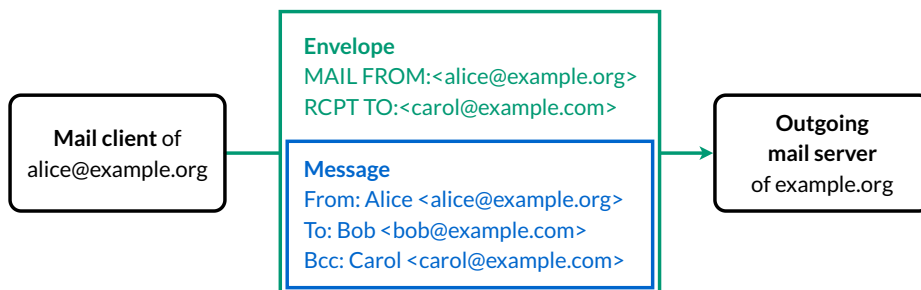 Mail client of
alice@example.org
Envelope
MAIL FROM:<alice@example.org>
RCPT TO:<carol@example.com>
Message
From: Alice <alice@example.org>
To: Bob <bob@example.com>
Bcc: Carol <carol@example.com>
Outgoing
mail server
of example.org